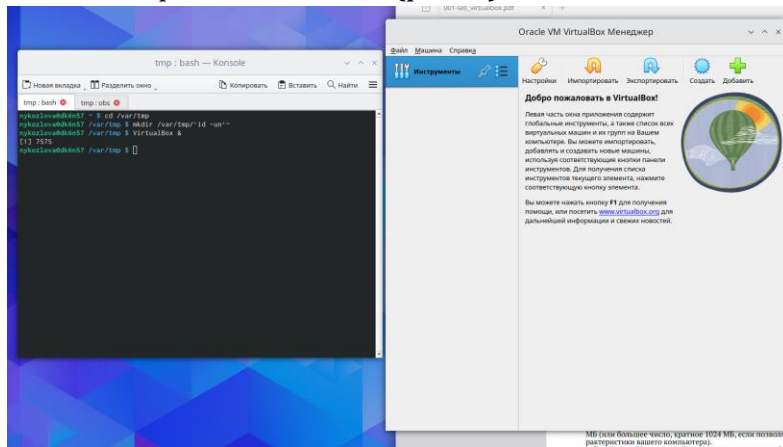 001-lab_virtualbox.pdf
tmp : bash — Konsole
Новая вкладка
Разделить окно
Копировать
Вставить
Найти
tmp : bash
tmp : obs
nykozlova@dk8n57 ~ $ cd /var/tmp
nykozlova@dk8n57 /var/tmp $ mkdir /var/tmp/'id -un'~
nykozlova@dk8n57 /var/tmp $ VirtualBox &
[1] 7575
nykozlova@dk8n57 /var/tmp $
Oracle VM VirtualBox Менеджер
Файл Машина Справка
Инструменты
Настройки Импортировать Экспортировать Создать Добавить
Добро пожаловать в VirtualBox!
Левая часть окна приложения содержит
глобальные инструменты, а также список всех
виртуальных машин и их групп на Вашем
компьютере. Вы можете импортировать,
добавлять и создавать новые машины,
используя соответствующие кнопки панели
инструментов. Для получения списка
инструментов текущего элемента, нажмите
соответствующую кнопку элемента.
Вы можете нажать кнопку F1 для получения
помощи, или посетить www.virtualbox.org для
дальнейшей информации и свежих новостей.
МБ (или большее число, кратное 1024 МБ, если позволя
рактеристики вашего компьютера).